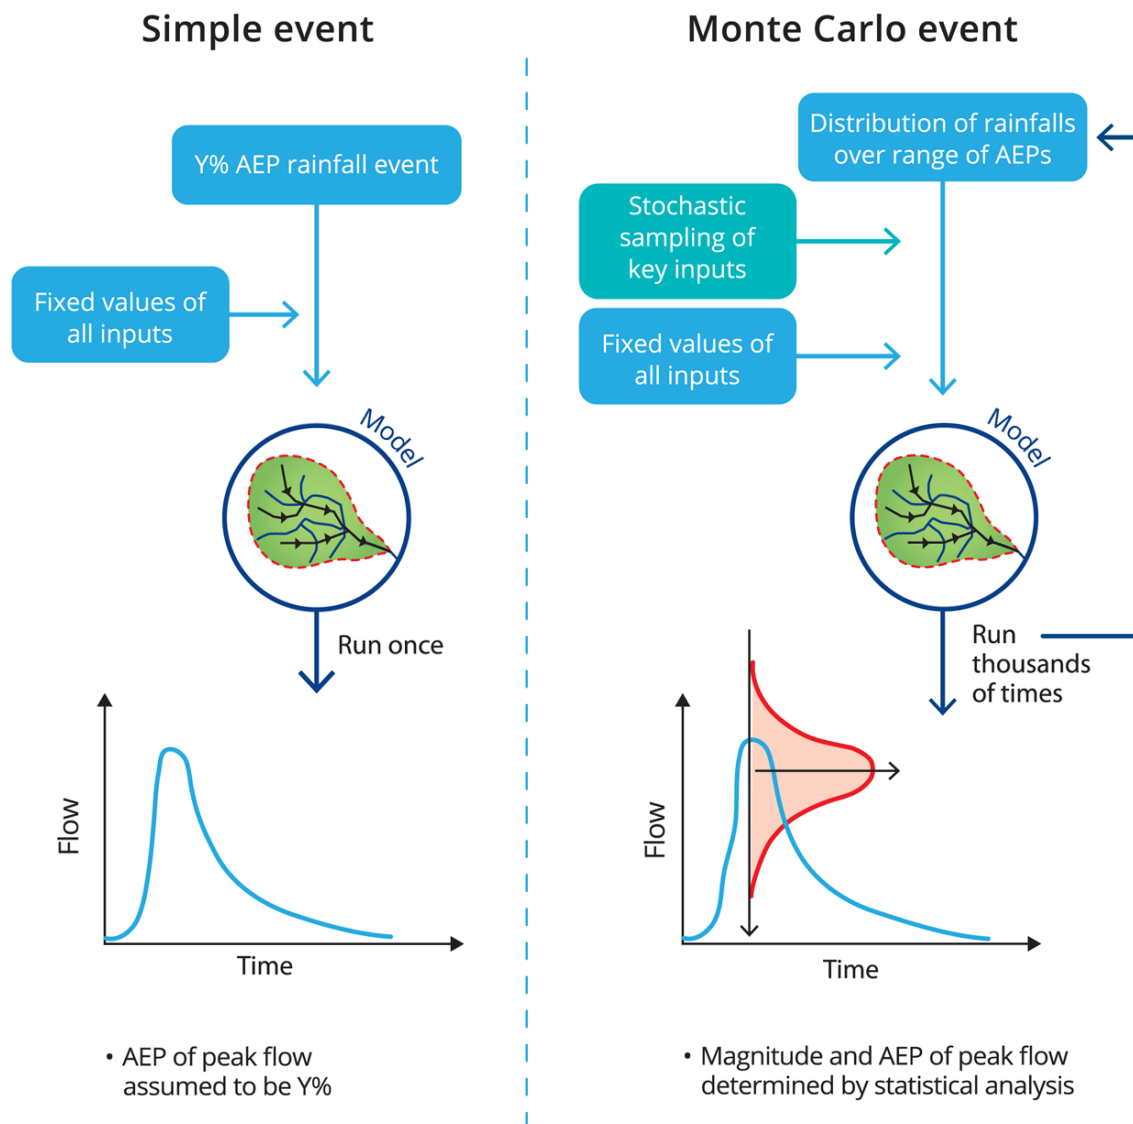 Simple event
Y% AEP rainfall event
Fixed values of
all inputs
Model
Run once
Flow
Time
• AEP of peak flow
assumed to be Y%
Monte Carlo event
Distribution of rainfalls
over range of AEPs
Stochastic
sampling of
key inputs
Fixed values of
all inputs
Model
Run
thousands
of times
Flow
Time
• Magnitude and AEP of peak flow
determined by statistical analysis